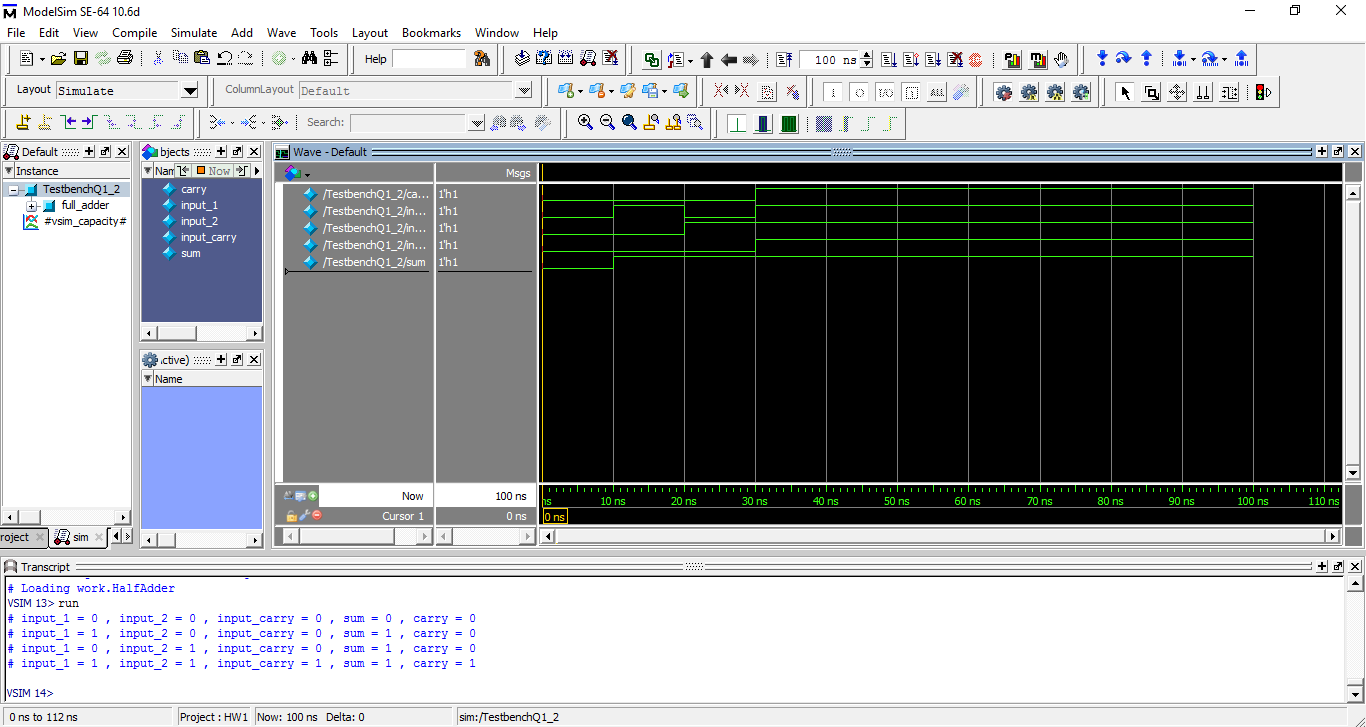 ModelSim SE-64 10.6d
File Edit View Compile Simulate Add Wave Tools Layout Bookmarks Window Help
Help
100 ns
Layout Simulate
ColumnLayout Default
ALL
Search:
Default
Instance
TestbenchQ1_2
full_adder
#vsim_capacity#
roject
sim
bjects
Nam
Now
carry
input_1
input_2
input_carry
sum
ctive)
Name
Wave - Default
Msgs
/TestbenchQ1_2/ca... 1'h1
/TestbenchQ1_2/in... 1'h1
/TestbenchQ1_2/in... 1'h1
/TestbenchQ1_2/in... 1'h1
/TestbenchQ1_2/sum 1'h1
Now 100 ns
Cursor 1 0 ns
ns 10 ns 20 ns 30 ns 40 ns 50 ns 60 ns 70 ns 80 ns 90 ns 100 ns 110 ns
0 ns
Transcript
# Loading work.HalfAdder
VSIM 13> run
# input_1 = 0 , input_2 = 0 , input_carry = 0 , sum = 0 , carry = 0
# input_1 = 1 , input_2 = 0 , input_carry = 0 , sum = 1 , carry = 0
# input_1 = 0 , input_2 = 1 , input_carry = 0 , sum = 1 , carry = 0
# input_1 = 1 , input_2 = 1 , input_carry = 1 , sum = 1 , carry = 1
VSIM 14>
0 ns to 112 ns Project : HW1 Now: 100 ns Delta: 0 sim:/TestbenchQ1_2